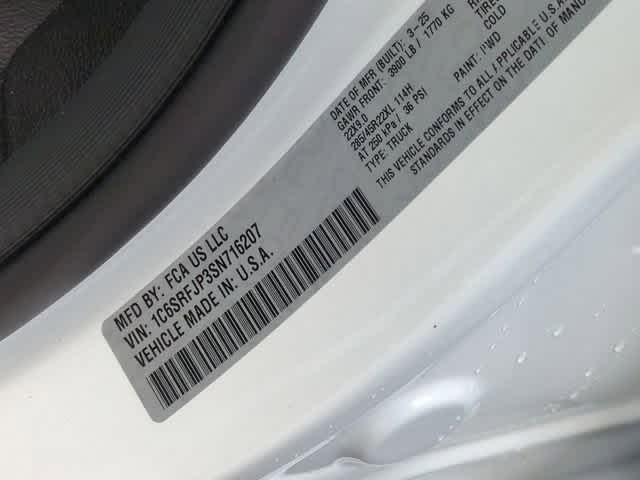 MFD BY: FCA US LLC
VIN: 1C6SRFJP3SN716207
VEHICLE MADE IN: U.S.A.
DATE OF MFR (BUILT): 3-25
GAWR FRONT: 3900 LB / 1770 KG
22X9.0
285/45R22XL 114H
AT 250 kPa / 36 PSI
TYPE: TRUCK
COLD
PAINT: PWD
THIS VEHICLE CONFORMS TO ALL APPLICABLE U.S.A.
STANDARDS IN EFFECT ON THE DATE OF MANU